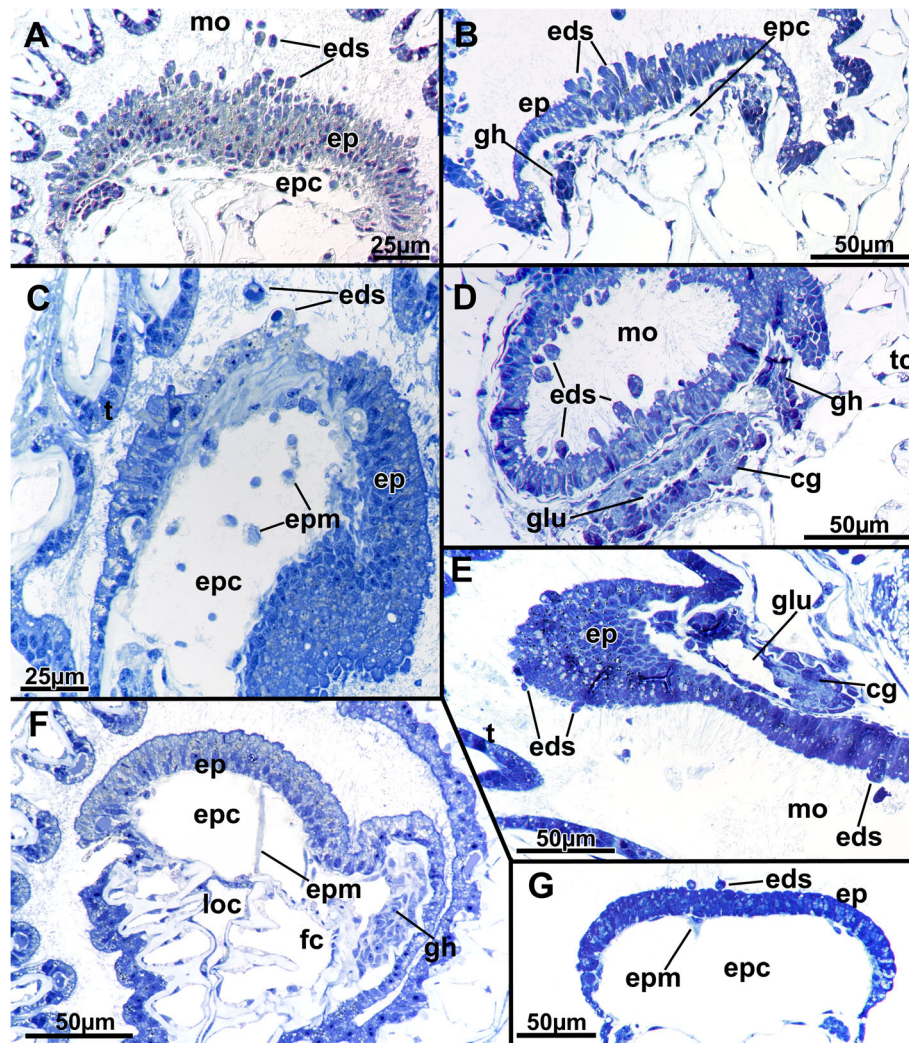 A
mo
eds
ep
epc
25µm
B
eds
epc
ep
gh
50µm
C
eds
t
ep
epm
epc
25µm
D
mo
tc
eds
gh
cg
glu
50µm
E
glu
ep
cg
eds
t
mo
eds
50µm
F
ep
epc
epm
loc
fc
gh
50µm
G
eds
ep
epm
epc
50µm